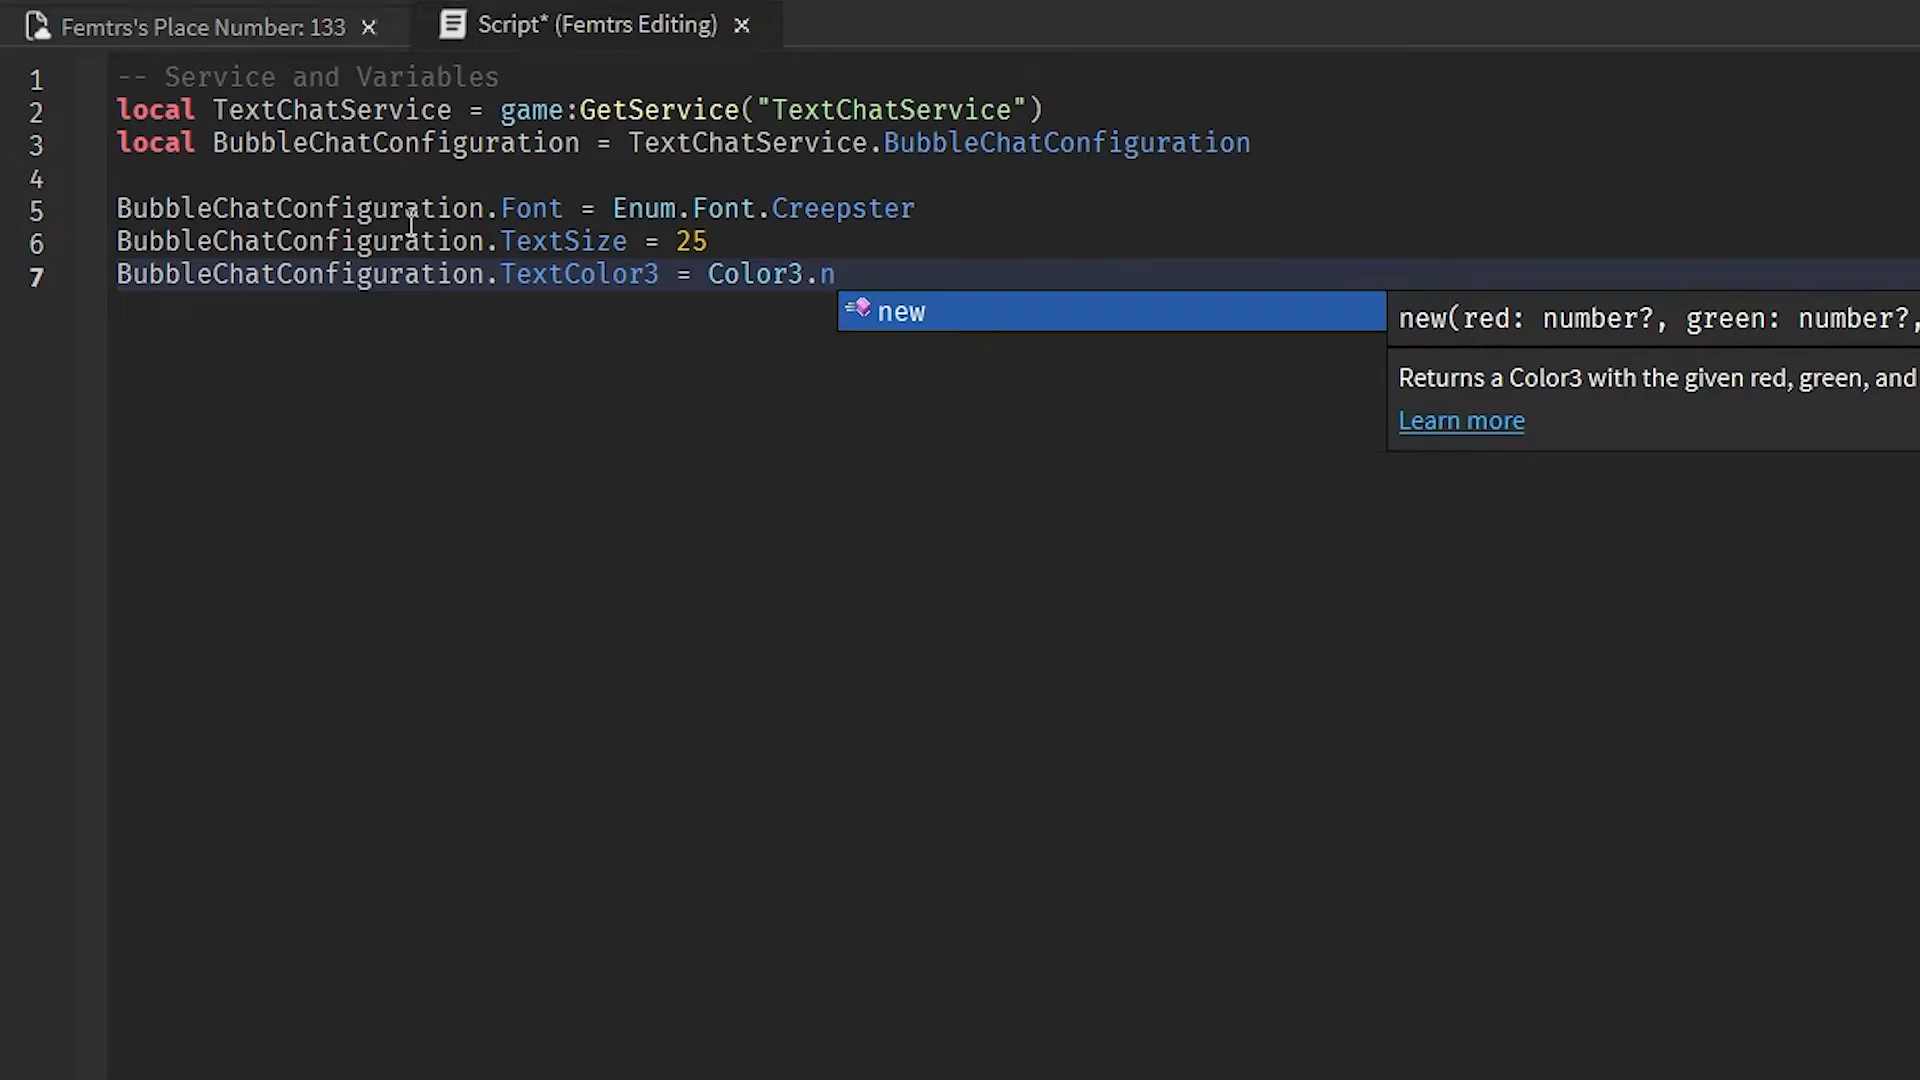 Femtrs's Place Number: 133 ×
Script* (Femtrs Editing) ×
1 -- Service and Variables
2 local TextChatService = game:GetService("TextChatService")
3 local BubbleChatConfiguration = TextChatService.BubbleChatConfiguration
4
5 BubbleChatConfiguration.Font = Enum.Font.Creepster
6 BubbleChatConfiguration.TextSize = 25
7 BubbleChatConfiguration.TextColor3 = Color3.n
new
new(red: number?, green: number?,
Returns a Color3 with the given red, green, and
Learn more